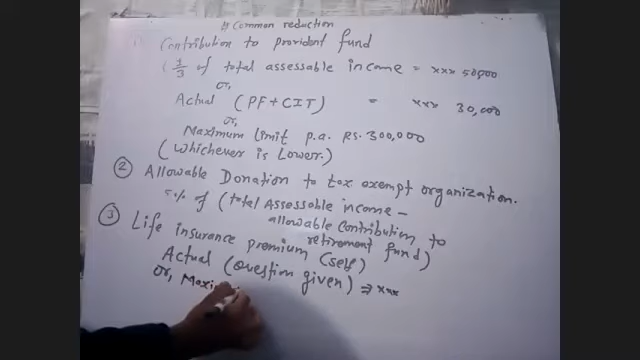 Common reduction
Contribution to provident fund
1/3 of total assessable income = xxx 50,000
or,
Actual (PF+CIT) = xxx 30,000
or,
Maximum limit p.a. Rs. 300,000
(whichever is lower.)
② Allowable Donation to tax exempt organization.
5% of (total Assessable income –
allowable contribution to
retirement fund)
③ Life insurance premium (self)
Actual (question given) ⇒ xxx
or, Maxi